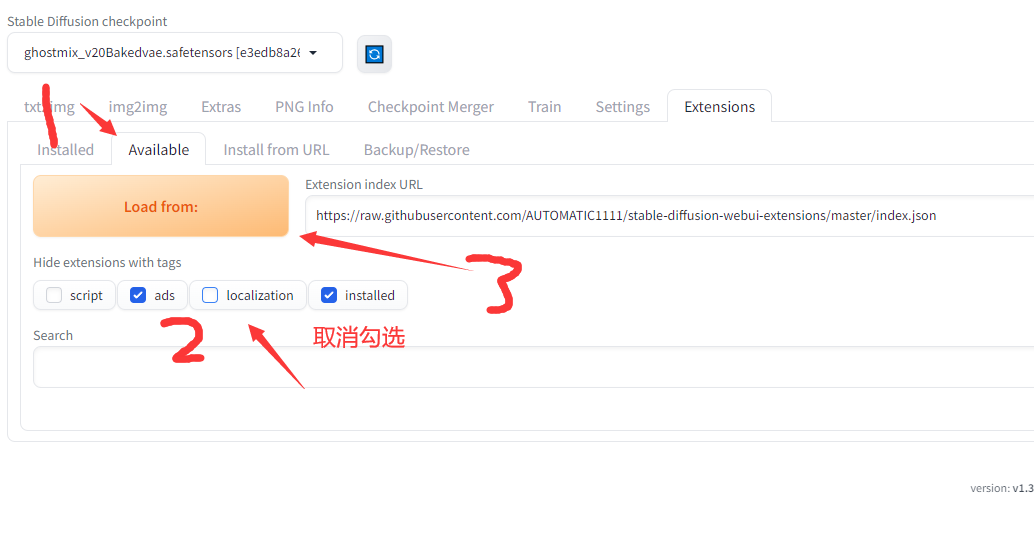 Stable Diffusion checkpoint
ghostmix_v20Bakedvae.safetensors [e3edb8a26
txt2img img2img Extras PNG Info Checkpoint Merger Train Settings Extensions
1
Installed Available Install from URL Backup/Restore
Load from:
Extension index URL
https://raw.githubusercontent.com/AUTOMATIC1111/stable-diffusion-webui-extensions/master/index.json
3
Hide extensions with tags
script ads localization installed
2
取消勾选
Search
version: v1.3